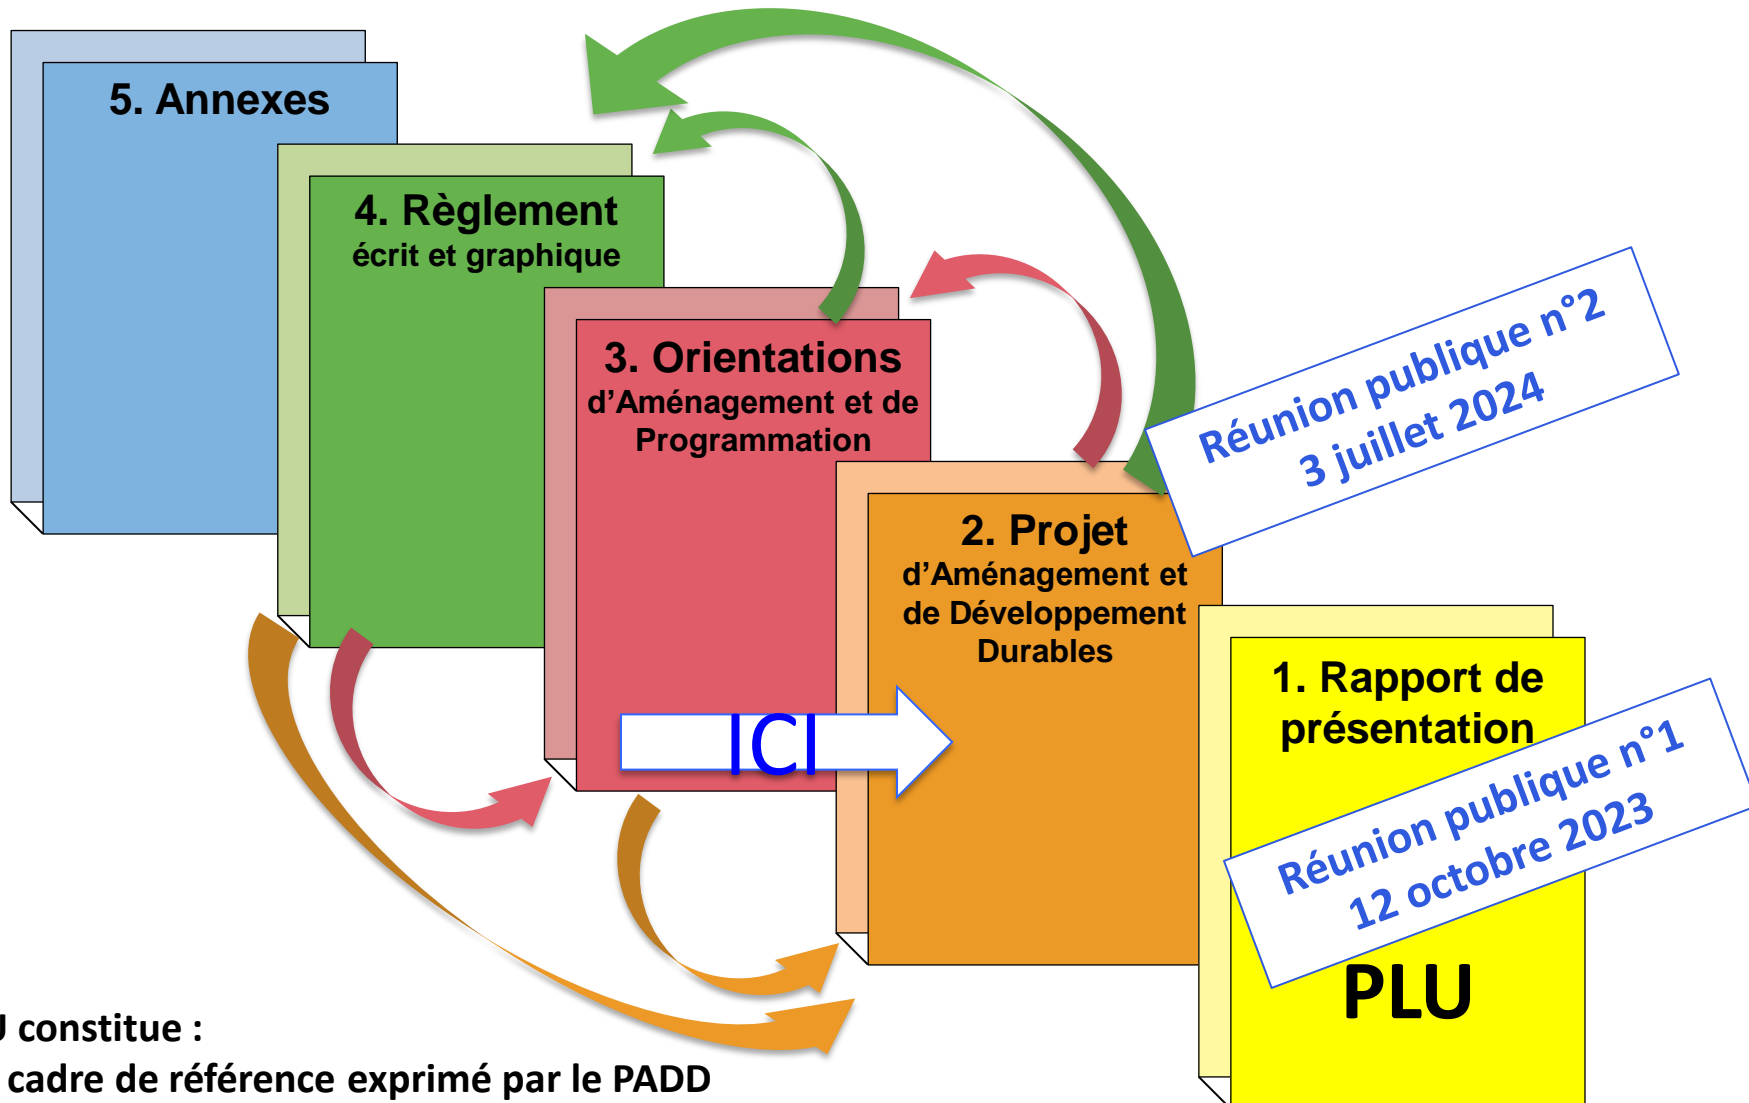 5. Annexes
4. Règlement
écrit et graphique
3. Orientations
d’Aménagement et de
Programmation
2. Projet
d’Aménagement et
de Développement
Durables
1. Rapport de
présentation
Réunion publique n°2
3 juillet 2024
ICI
Réunion publique n°1
12 octobre 2023
PLU
U constitue :
cadre de référence exprimé par le PADD